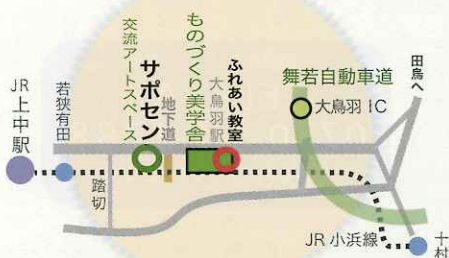 JR
上中駅
若狭有田
踏切
交流アートスペース
サポセン
地下道
ものづくり美学舎
大鳥羽駅
ふれあい教室
舞若自動車道
大鳥羽IC
田烏へ
JR小浜線
十村